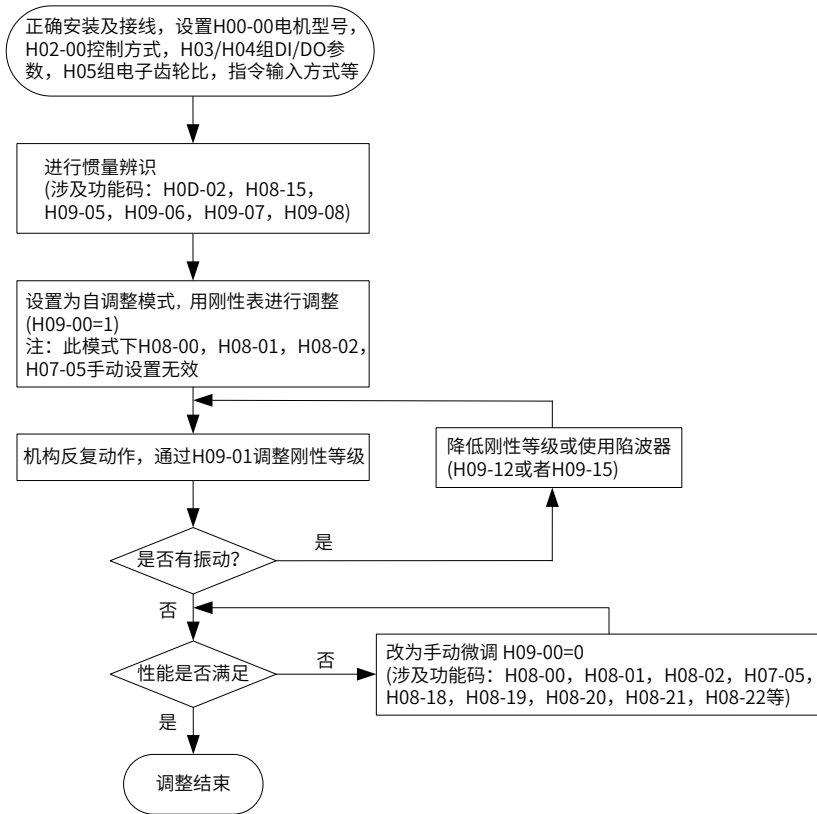 正确安装及接线，设置H00-00电机型号，
H02-00控制方式，H03/H04组DI/DO参
数，H05组电子齿轮比，指令输入方式等
进行惯量辨识
(涉及功能码：H0D-02，H08-15，
H09-05，H09-06，H09-07，H09-08)
设置为自调整模式，用刚性表进行调整
(H09-00=1)
注：此模式下H08-00，H08-01，H08-02，
H07-05手动设置无效
机构反复动作，通过H09-01调整刚性等级
降低刚性等级或使用陷波器
(H09-12或者H09-15)
是否有振动？
是
否
性能是否满足
否
改为手动微调 H09-00=0
(涉及功能码：H08-00，H08-01，H08-02，H07-05，
H08-18，H08-19，H08-20，H08-21，H08-22等)
是
调整结束